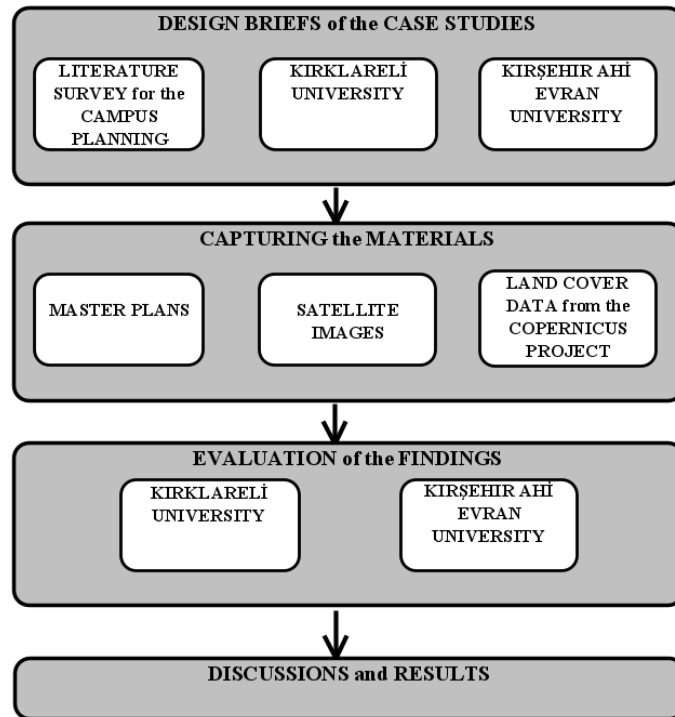 DESIGN BRIEFS of the CASE STUDIES
LITERATURE
SURVEY for the
CAMPUS
PLANNING
KIRKLARELİ
UNIVERSITY
KIRŞEHIR AHİ
EVRAN
UNIVERSITY
CAPTURING the MATERIALS
MASTER PLANS
SATELLITE
IMAGES
LAND COVER
DATA from the
COPERNICUS
PROJECT
EVALUATION of the FINDINGS
KIRKLARELİ
UNIVERSITY
KIRŞEHIR AHİ
EVRAN
UNIVERSITY
DISCUSSIONS and RESULTS